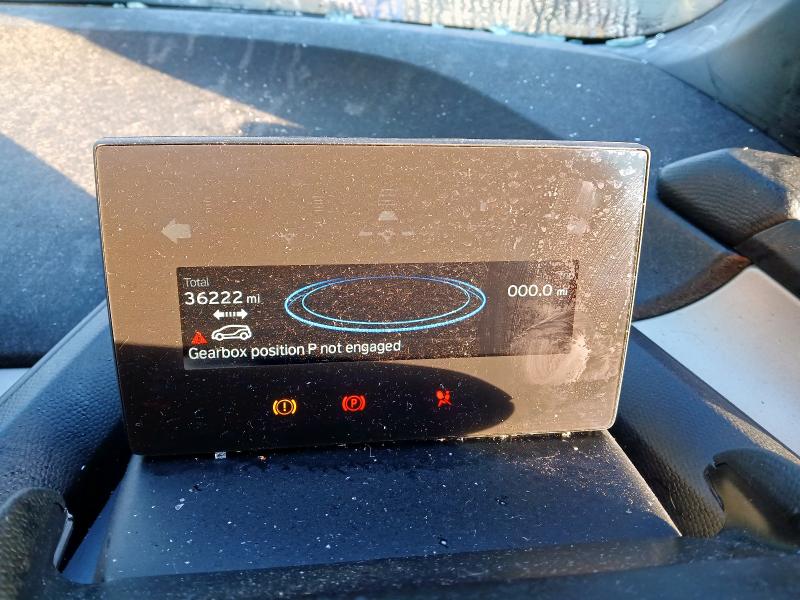 Total
36222 mi
000.0 mi
Gearbox position P not engaged
P